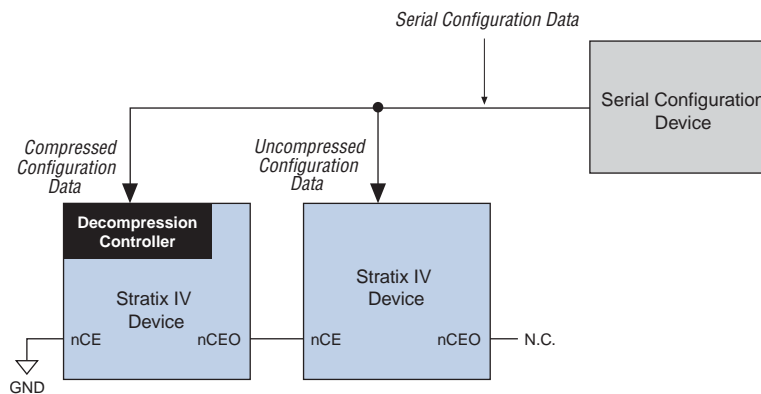 Serial Configuration Data
Serial Configuration
Device
Compressed
Configuration
Data
Uncompressed
Configuration
Data
Decompression
Controller
Stratix IV
Device
Stratix IV
Device
nCE
nCEO
nCE
nCEO
N.C.
GND